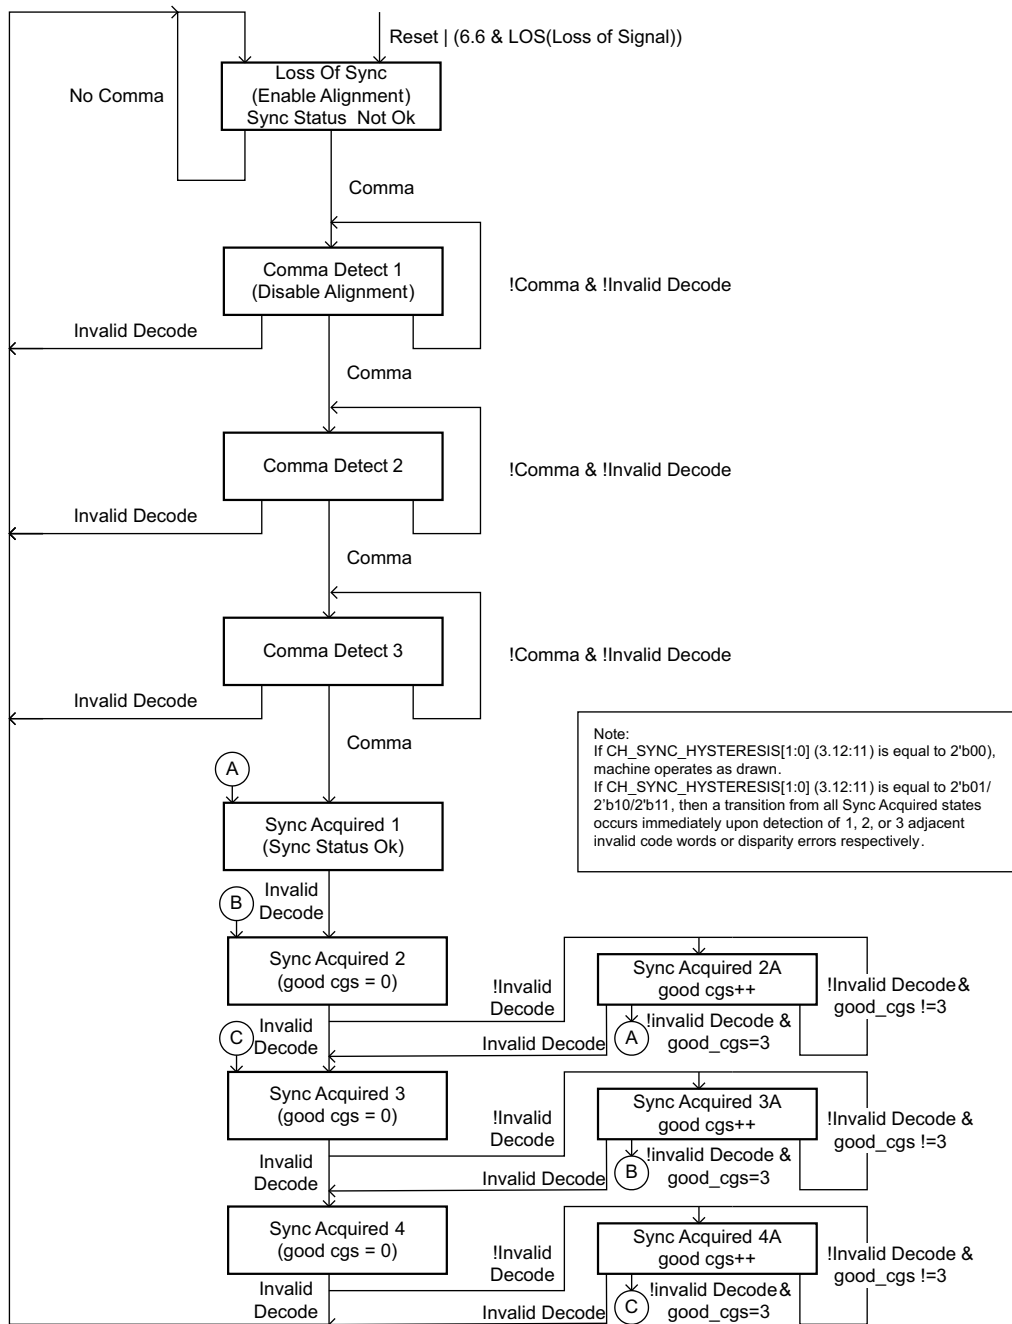 Reset | (6.6 & LOS(Loss of Signal))
Loss Of Sync
(Enable Alignment)
Sync Status Not Ok
No Comma
Comma
Comma Detect 1
(Disable Alignment)
!Comma & !Invalid Decode
Invalid Decode
Comma
Comma Detect 2
!Comma & !Invalid Decode
Invalid Decode
Comma
Comma Detect 3
!Comma & !Invalid Decode
Invalid Decode
Comma
Note:
If CH_SYNC_HYSTERESIS[1:0] (3.12:11) is equal to 2'b00),
machine operates as drawn.
If CH_SYNC_HYSTERESIS[1:0] (3.12:11) is equal to 2'b01/
2'b10/2'b11, then a transition from all Sync Acquired states
occurs immediately upon detection of 1, 2, or 3 adjacent
invalid code words or disparity errors respectively.
A
Sync Acquired 1
(Sync Status Ok)
Invalid
Decode
B
Sync Acquired 2
(good cgs = 0)
!Invalid
Decode
Sync Acquired 2A
good cgs++
!Invalid Decode &
good_cgs !=3
Invalid
Decode
Invalid Decode
A
!invalid Decode &
good_cgs=3
C
Sync Acquired 3
(good cgs = 0)
!Invalid
Decode
Sync Acquired 3A
good cgs++
!Invalid Decode &
good_cgs !=3
Invalid
Decode
Invalid Decode
B
!invalid Decode &
good_cgs=3
Sync Acquired 4
(good cgs = 0)
!Invalid
Decode
Sync Acquired 4A
good cgs++
!Invalid Decode &
good_cgs !=3
Invalid
Decode
Invalid Decode
C
!invalid Decode &
good_cgs=3